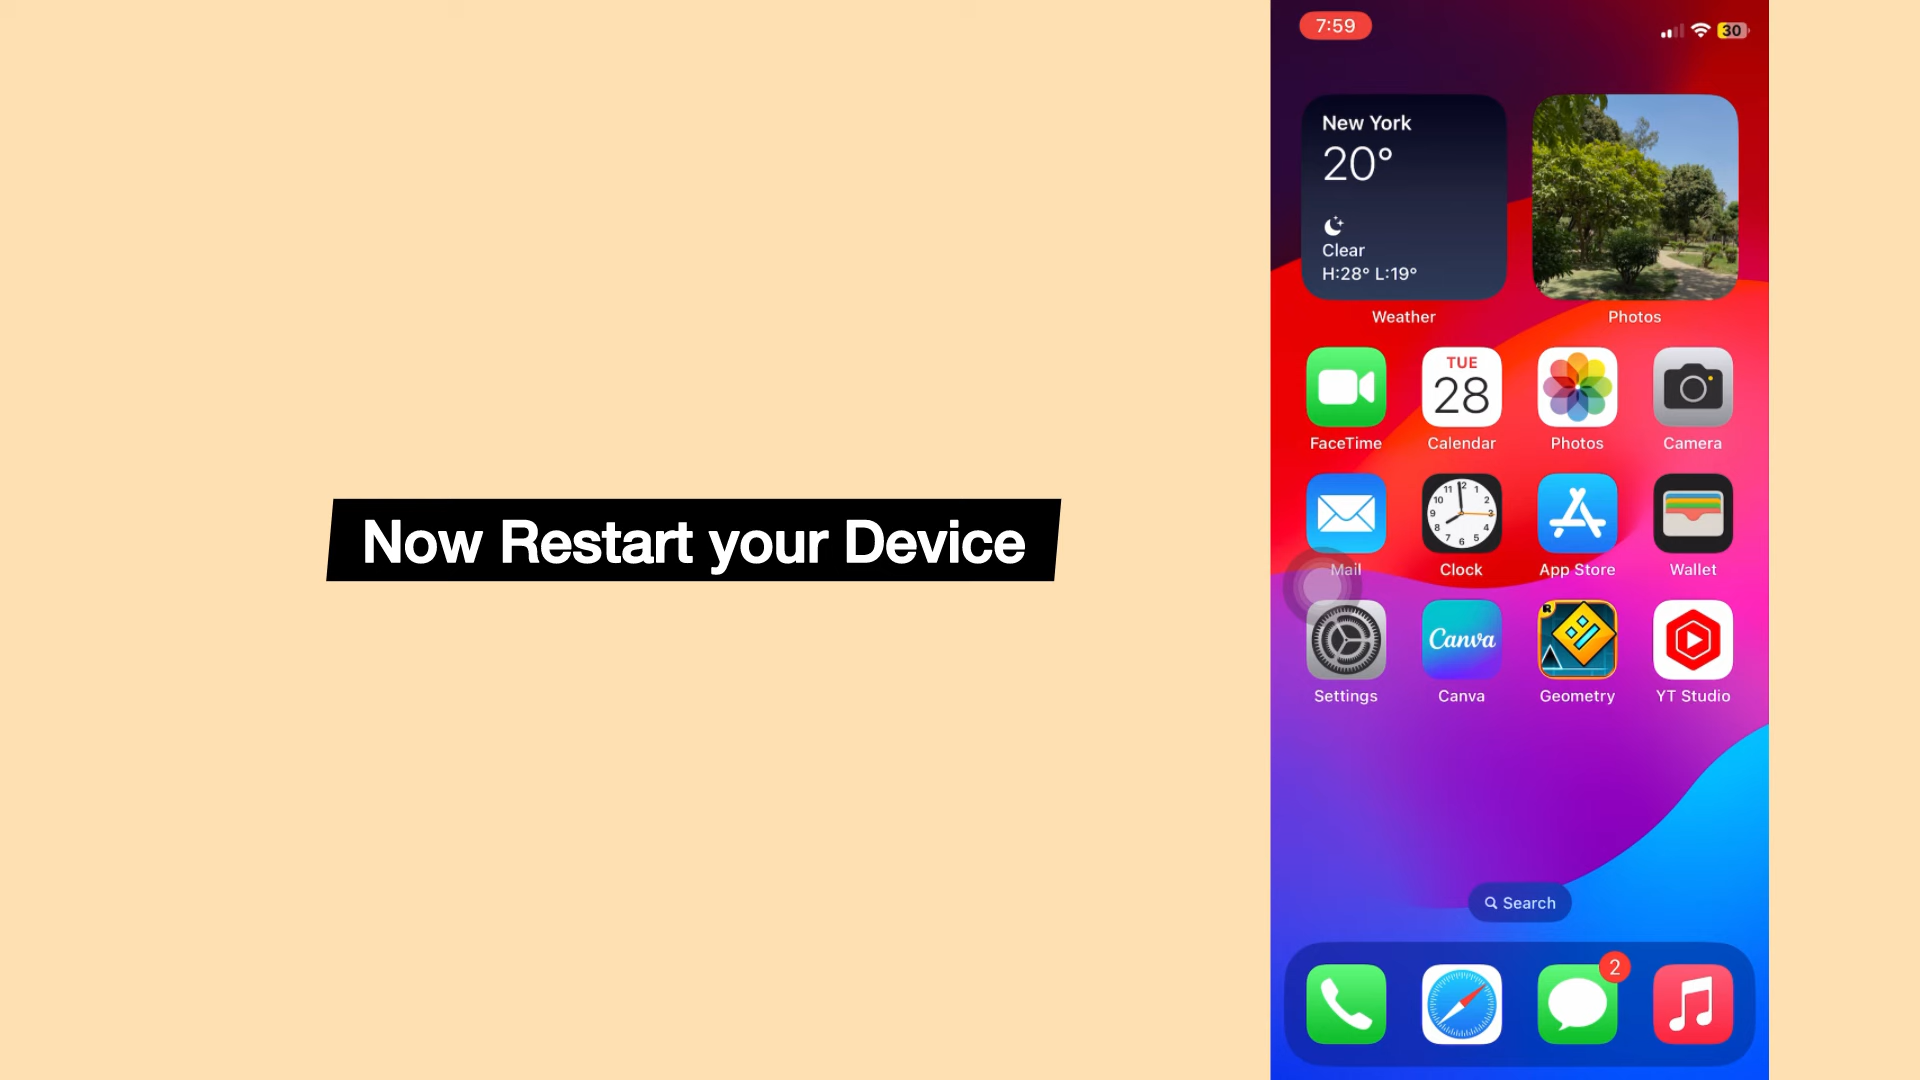 Now Restart your Device
7:59
30
New York
20°
Clear
H:28° L:19°
Weather
Photos
TUE
28
FaceTime
Calendar
Photos
Camera
Mail
Clock
App Store
Wallet
Canva
Settings
Canva
Geometry
YT Studio
Search
2